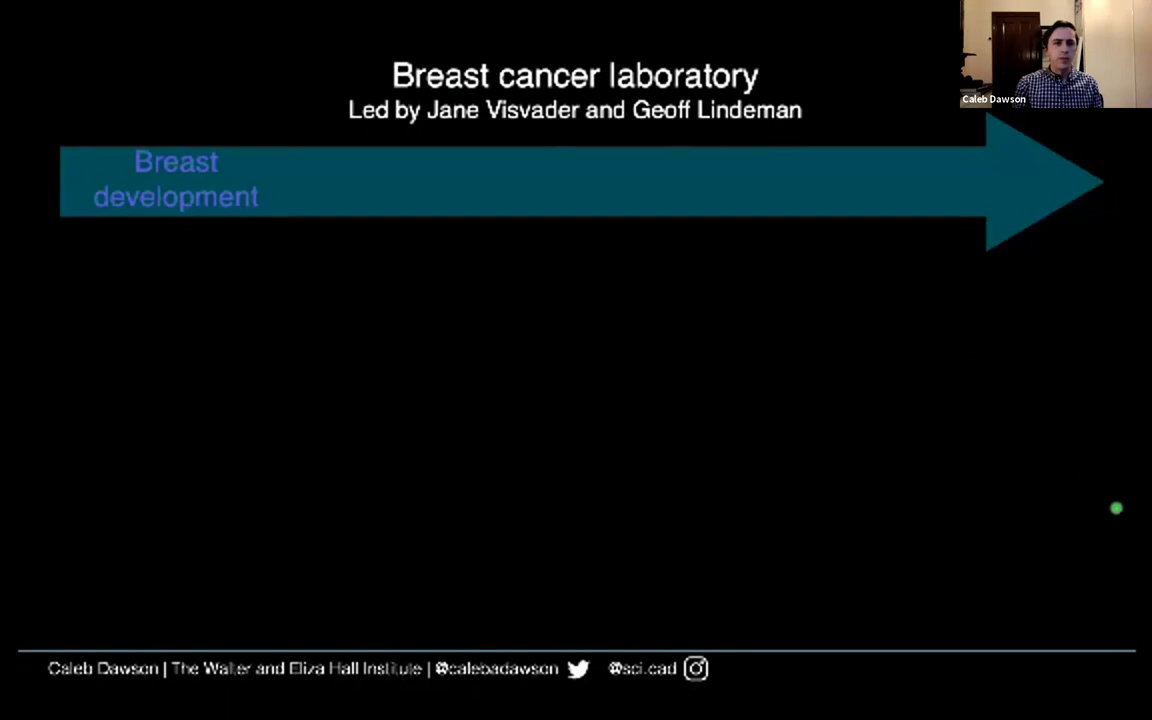 Breast cancer laboratory
Led by Jane Visvader and Geoff Lindeman
Caleb Dawson
Breast
development
Caleb Dawson | The Walter and Eliza Hall Institute | @calebadawson @sci.cad